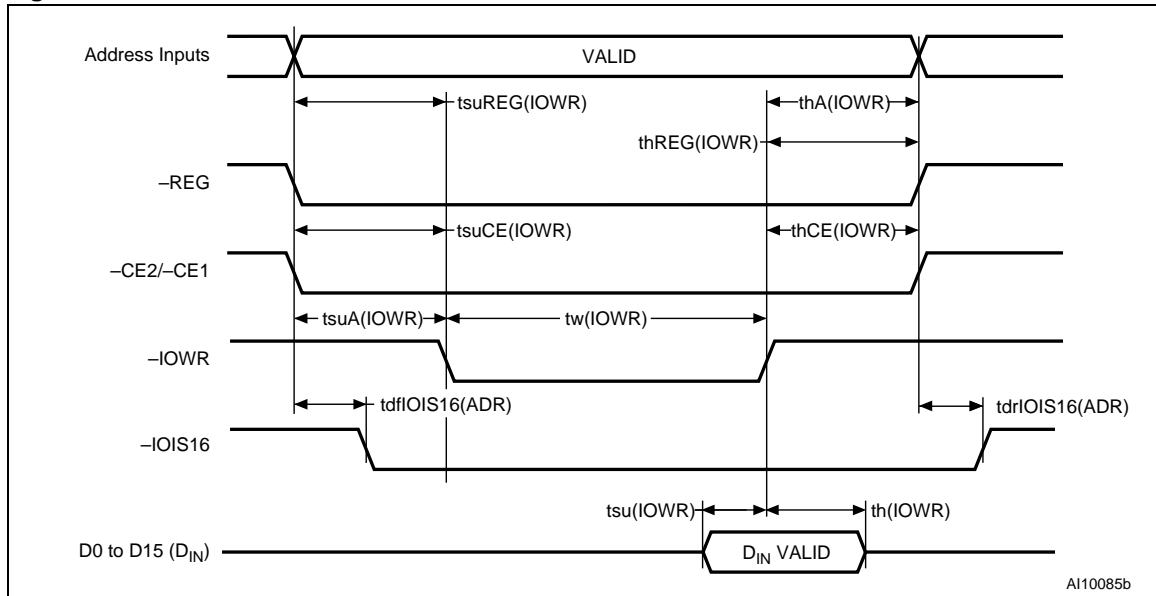 Address Inputs
VALID
tsuREG(IOWR)
thA(IOWR)
thREG(IOWR)
–REG
tsuCE(IOWR)
thCE(IOWR)
–CE2/–CE1
tsuA(IOWR)
tw(IOWR)
–IOWR
tdfIOIS16(ADR)
tdrIOIS16(ADR)
–IOIS16
tsu(IOWR)
th(IOWR)
D0 to D15 (DIN)
DIN VALID
AI10085b